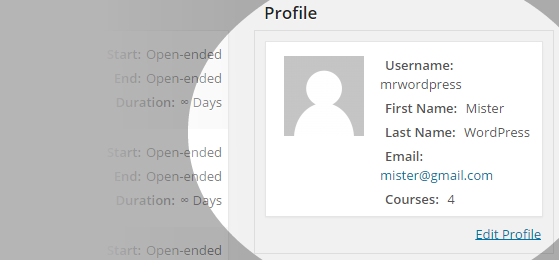 Start: Open-ended
End: Open-ended
Duration: ∞ Days
Start: Open-ended
End: Open-ended
Duration: ∞ Days
Start: Open-ended
Profile
Username:
mrwordpress
First Name: Mister
Last Name: WordPress
Email:
mister@gmail.com
Courses: 4
Edit Profile